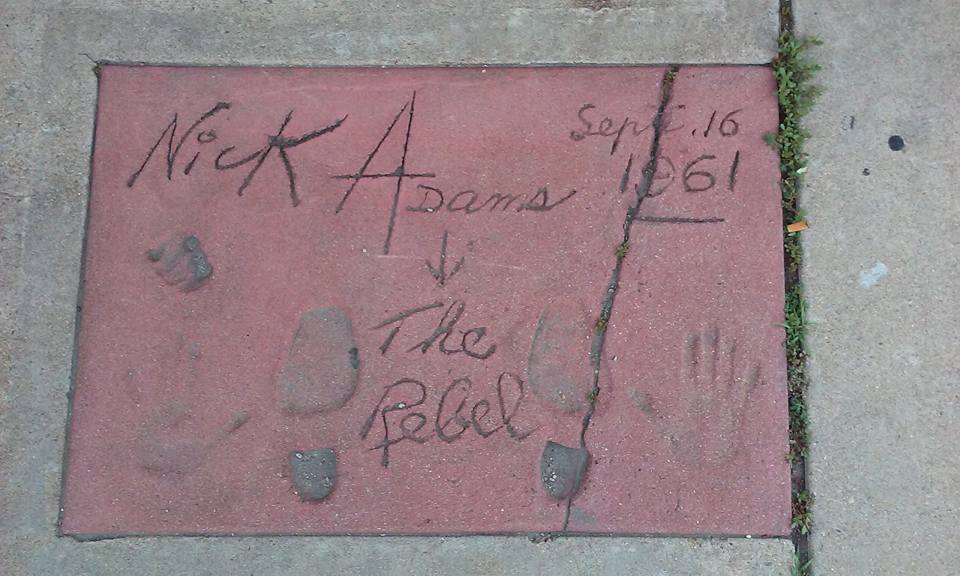 Nick Adams
Sept. 16
1961
The
Rebel